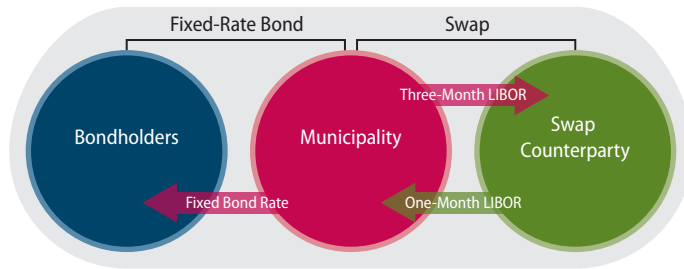 Fixed-Rate Bond
Swap
Three-Month LIBOR
Bondholders
Municipality
Swap
Counterparty
Fixed Bond Rate
One-Month LIBOR